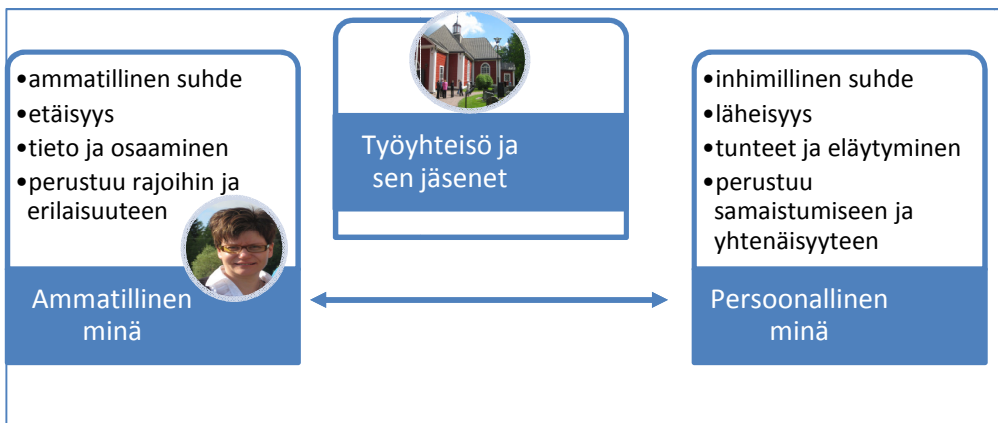 •ammatillinen suhde
•etäisyys
•tieto ja osaaminen
•perustuu rajoihin ja
erilaisuuteen
Ammatillinen
minä
Työyhteisö ja
sen jäsenet
•inhimillinen suhde
•läheisyys
•tunteet ja eläytyminen
•perustuu
samaistumiseen ja
yhtenäisyyteen
Persoonallinen
minä